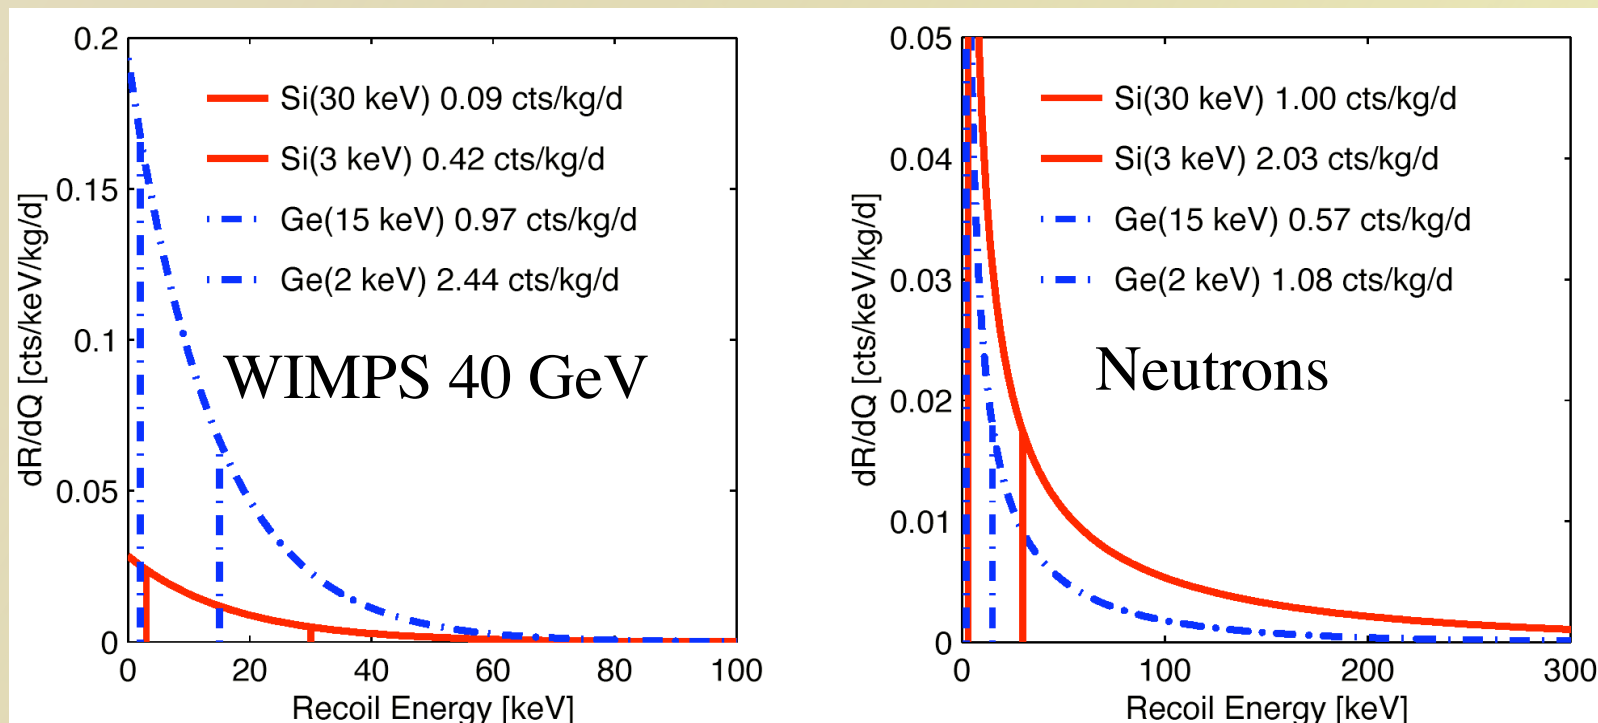 0.2
0.15
0.1
0.05
0
dR/dQ [cts/keV/kg/d]
Si(30 keV) 0.09 cts/kg/d
Si(3 keV) 0.42 cts/kg/d
Ge(15 keV) 0.97 cts/kg/d
Ge(2 keV) 2.44 cts/kg/d
WIMPS 40 GeV
0 20 40 60 80 100
Recoil Energy [keV]
0.05
0.04
0.03
0.02
0.01
0
dR/dQ [cts/keV/kg/d]
Si(30 keV) 1.00 cts/kg/d
Si(3 keV) 2.03 cts/kg/d
Ge(15 keV) 0.57 cts/kg/d
Ge(2 keV) 1.08 cts/kg/d
Neutrons
0 100 200 300
Recoil Energy [keV]